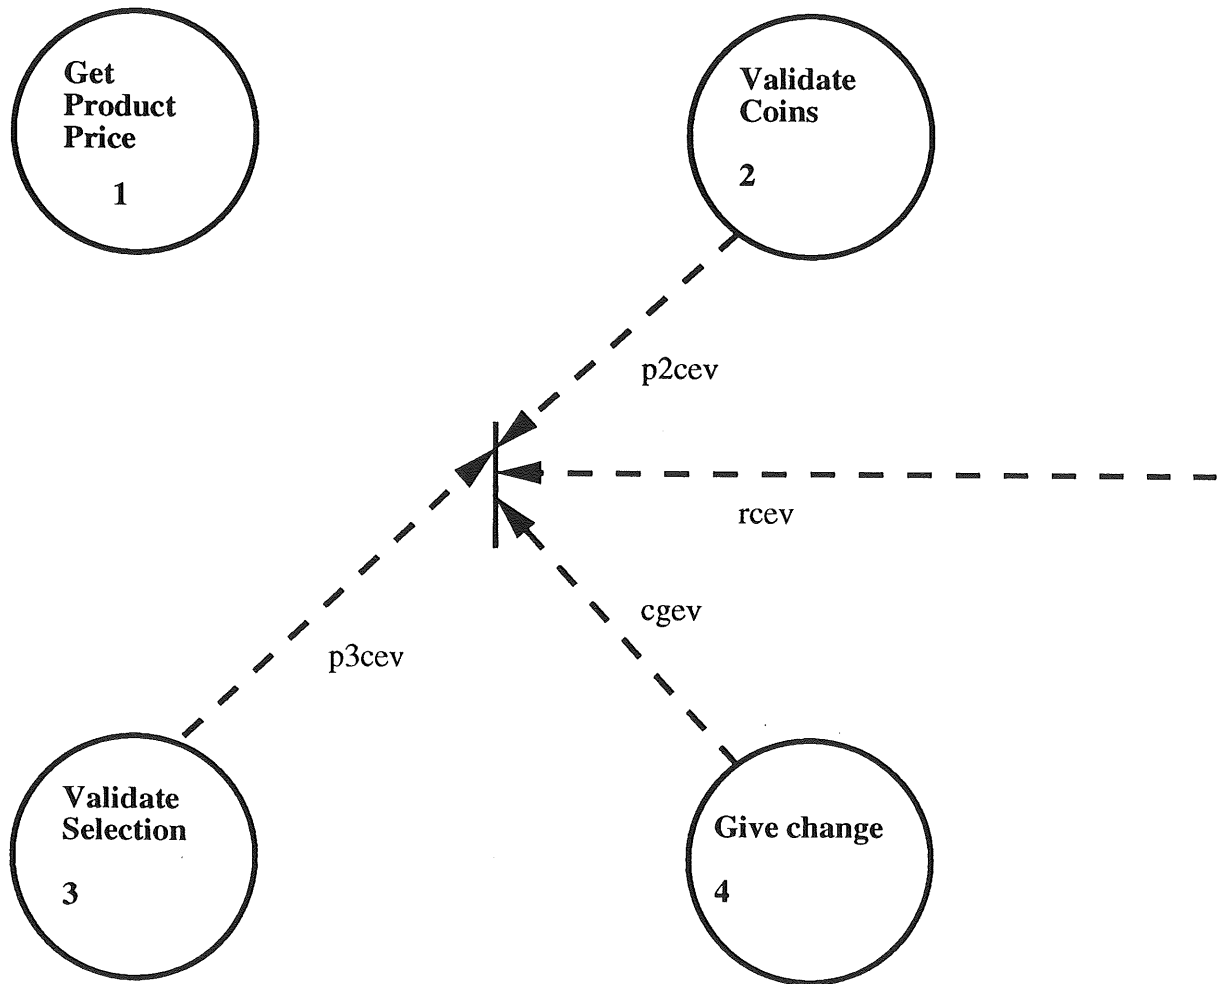 Get
Product
Price
1
Validate
Coins
2
p2cev
rcev
cgev
p3cev
Validate
Selection
3
Give change
4